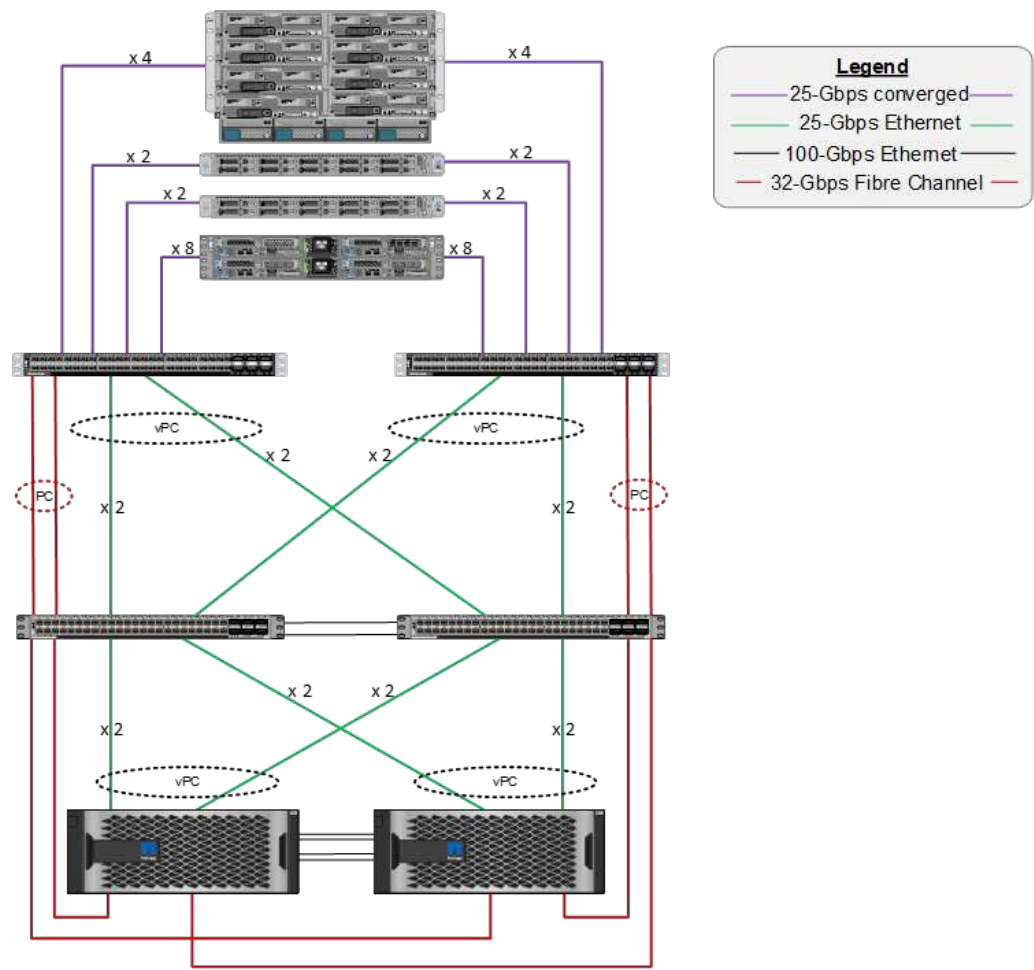 x 4
x 4
x 2
x 2
x 2
x 2
x 8
x 8
Legend
25-Gbps converged
25-Gbps Ethernet
100-Gbps Ethernet
32-Gbps Fibre Channel
vPC
vPC
x 2
x 2
PC
PC
x 2
x 2
x 2
x 2
x 2
x 2
vPC
vPC